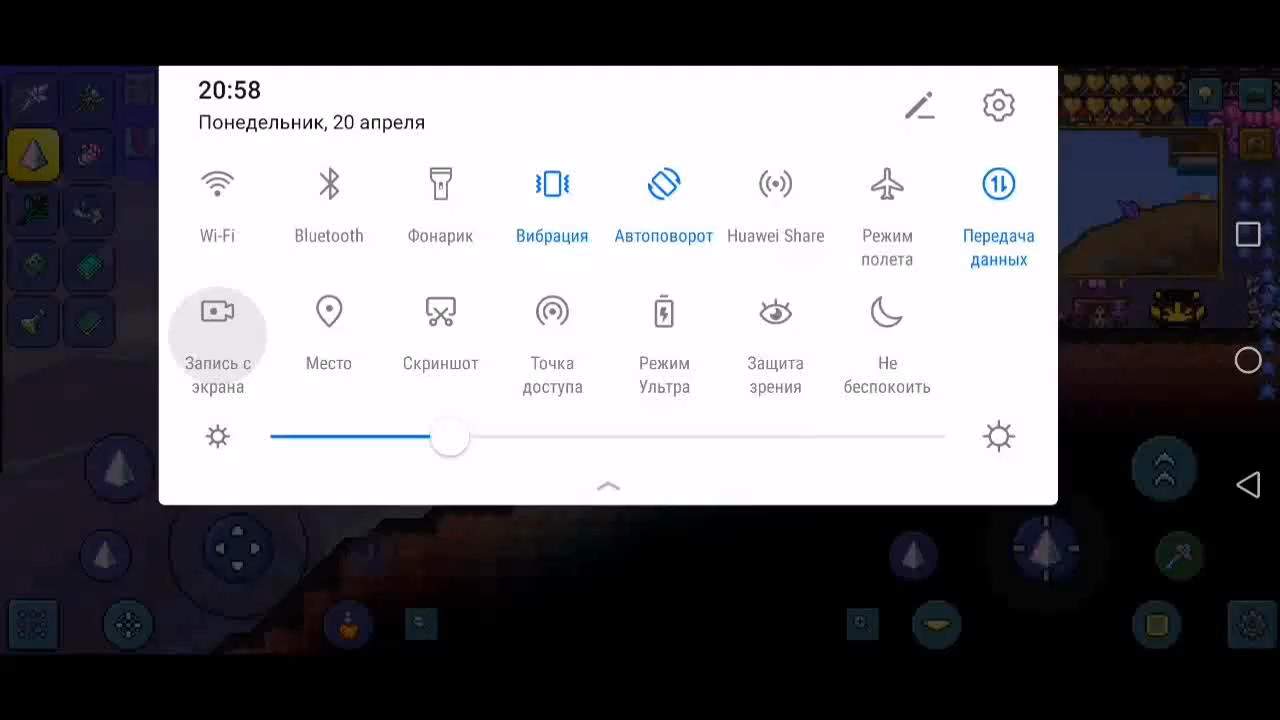 20:58
Понедельник, 20 апреля
Wi-Fi
Bluetooth
Фонарик
Вибрация
Автоповорот
Huawei Share
Режим
полета
Передача
данных
Запись с
экрана
Место
Скриншот
Точка
доступа
Режим
Ультра
Защита
зрения
Не
беспокоить